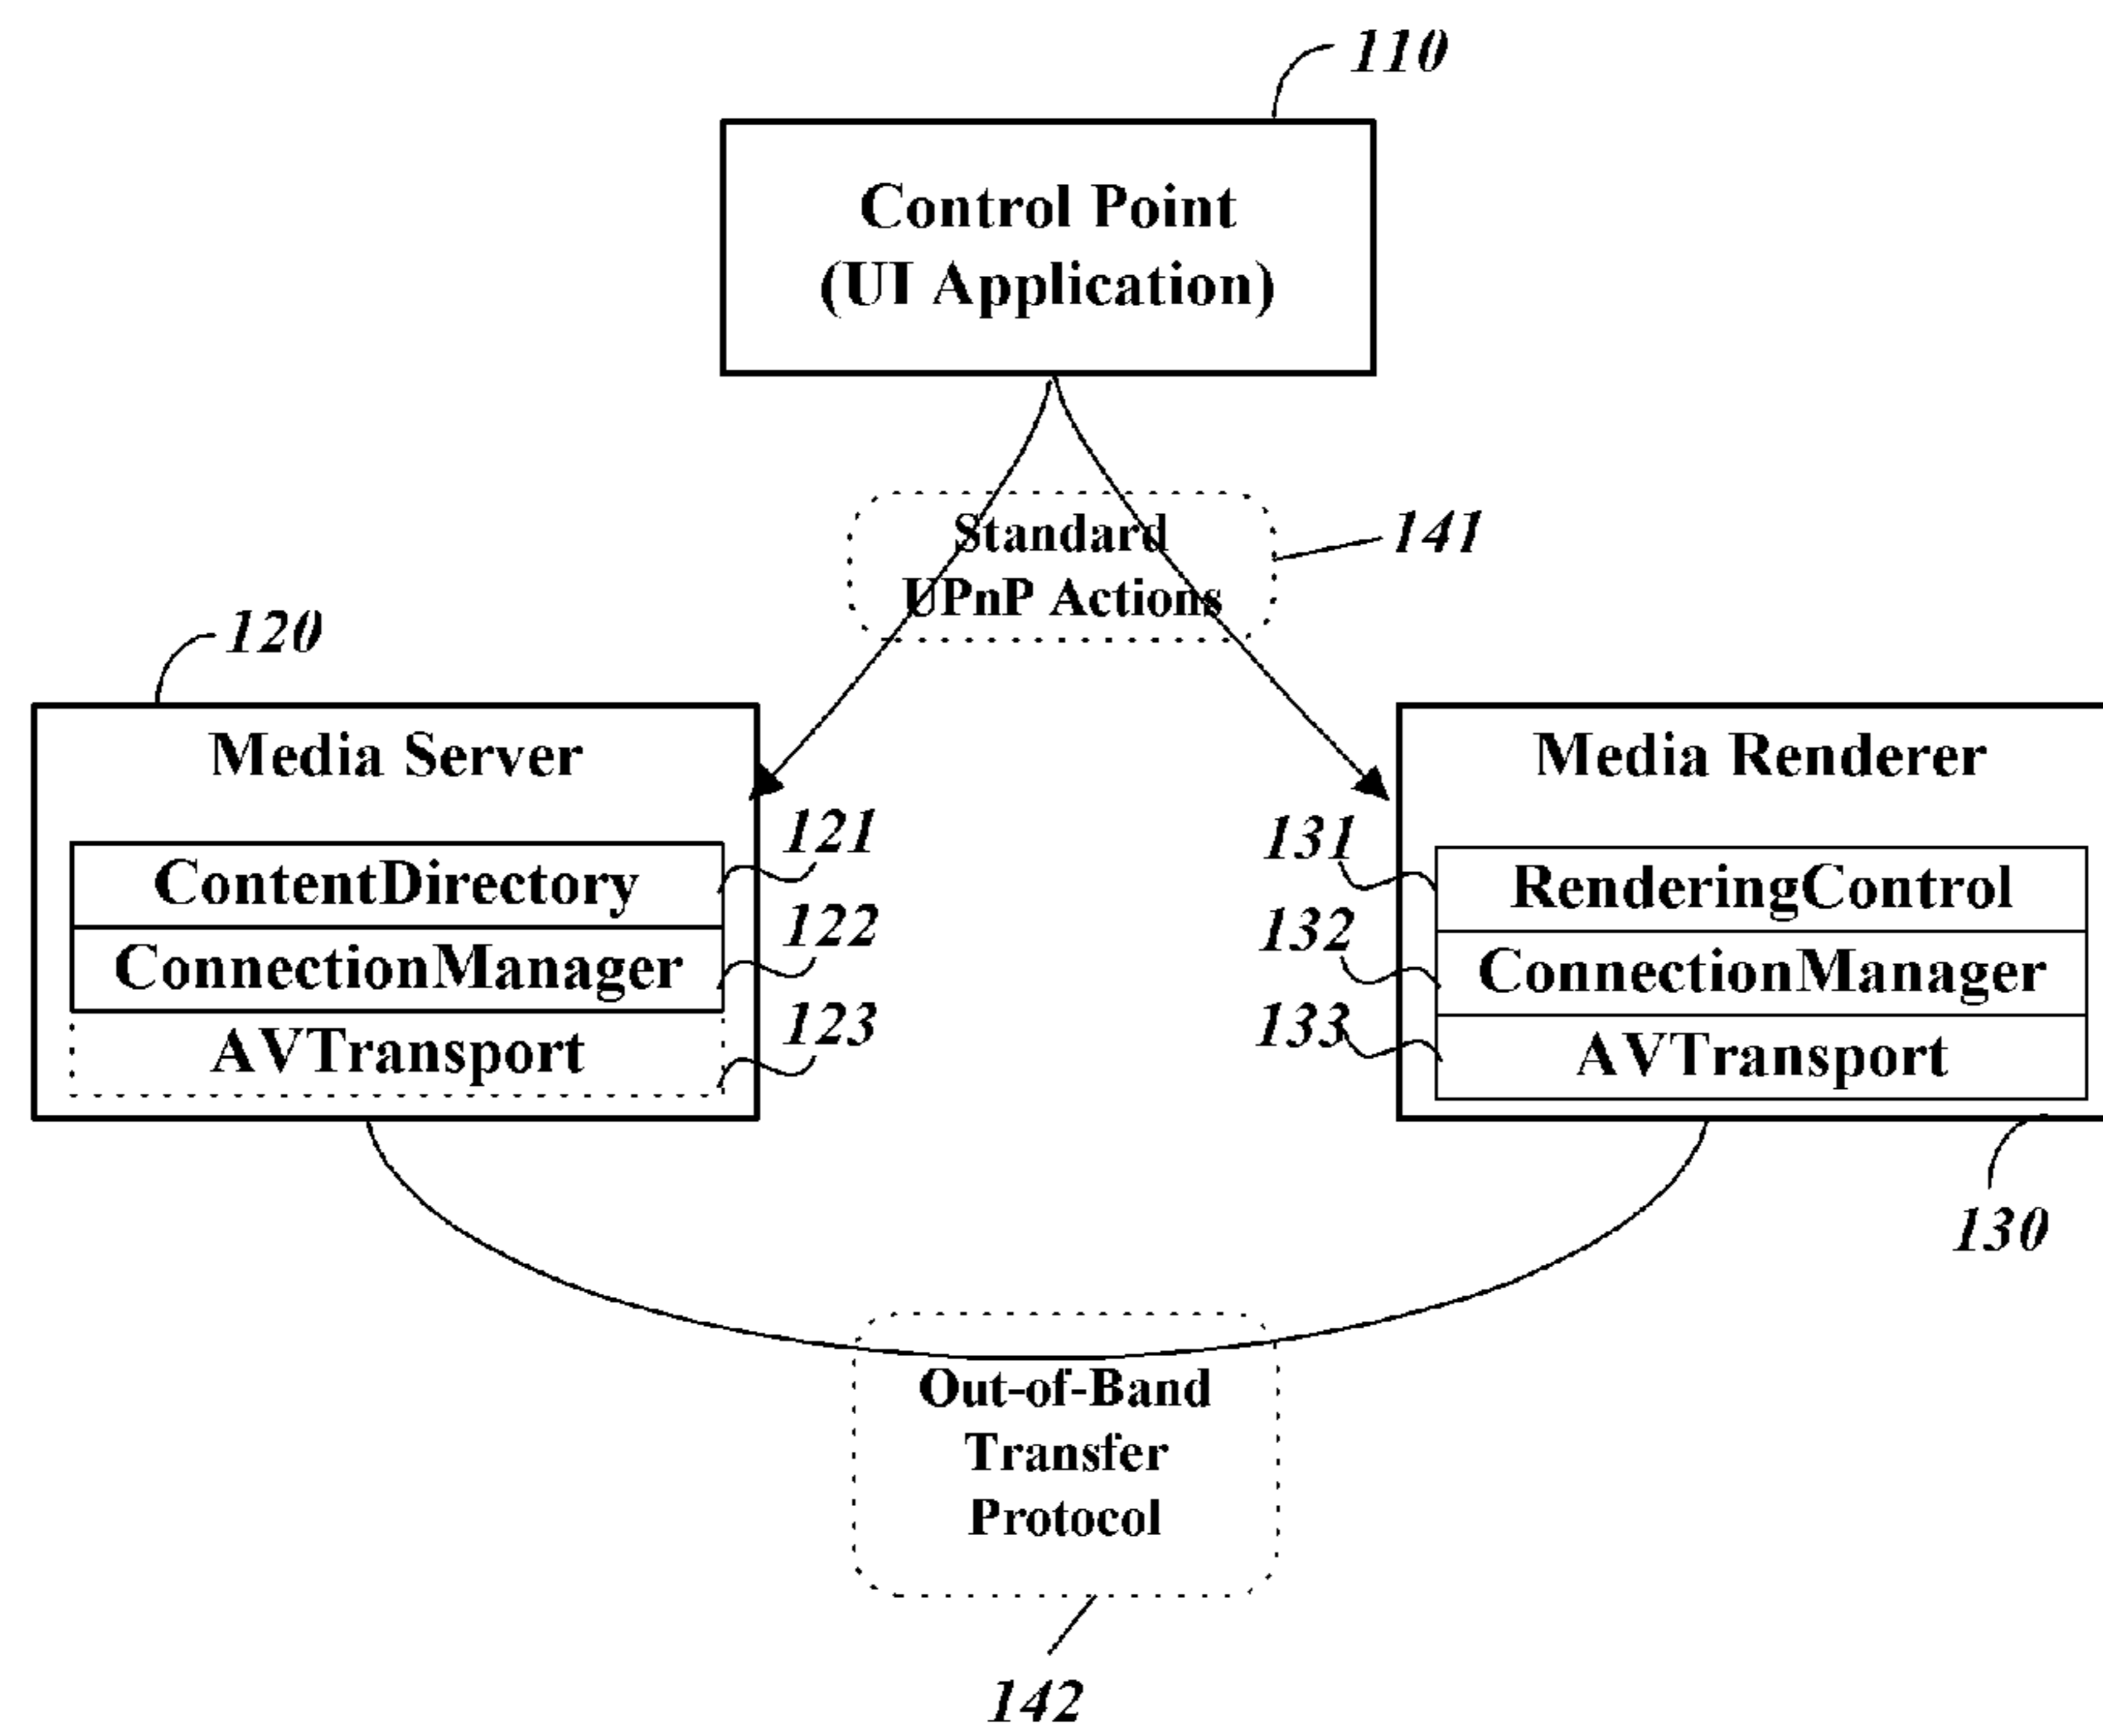 110
Control Point
(UI Application)
Standard
UPnP Actions
141
120
Media Server
ContentDirectory
ConnectionManager
AVTransport
121
122
123
Media Renderer
131
132
133
RenderingControl
ConnectionManager
AVTransport
130
Out-of-Band
Transfer
Protocol
142